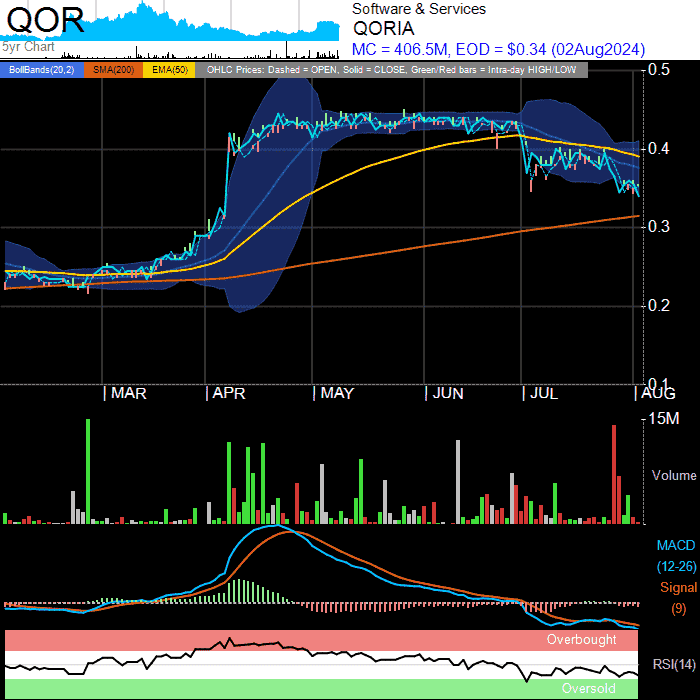 QOR
5yr Chart
Software & Services
QORIA
MC = 406.5M, EOD = $0.34 (02Aug2024)
BollBands(20,2) SMA(200) EMA(50) OHLC Prices: Dashed = OPEN, Solid = CLOSE, Green/Red bars = Intra-day HIGH/LOW
0.5
0.4
0.3
0.2
0.1
MAR APR MAY JUN JUL AUG
15M
Volume
MACD
(12-26)
Signal
(9)
Overbought
RSI(14)
Oversold